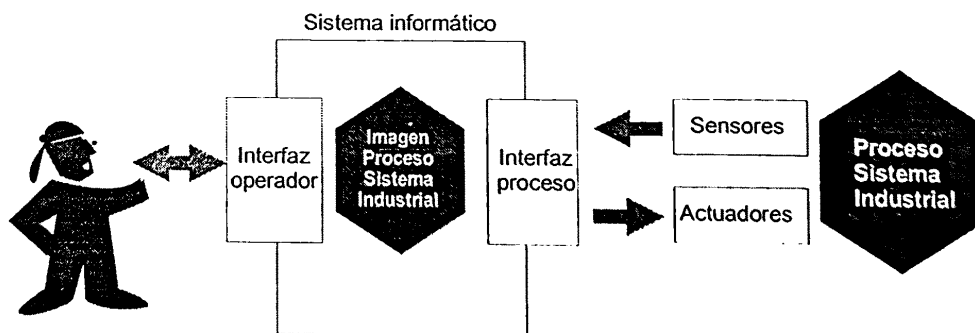 Sistema informático
Interfaz
operador
Imagen
Proceso
Sistema
Industrial
Interfaz
proceso
Sensores
Actuadores
Proceso
Sistema
Industrial